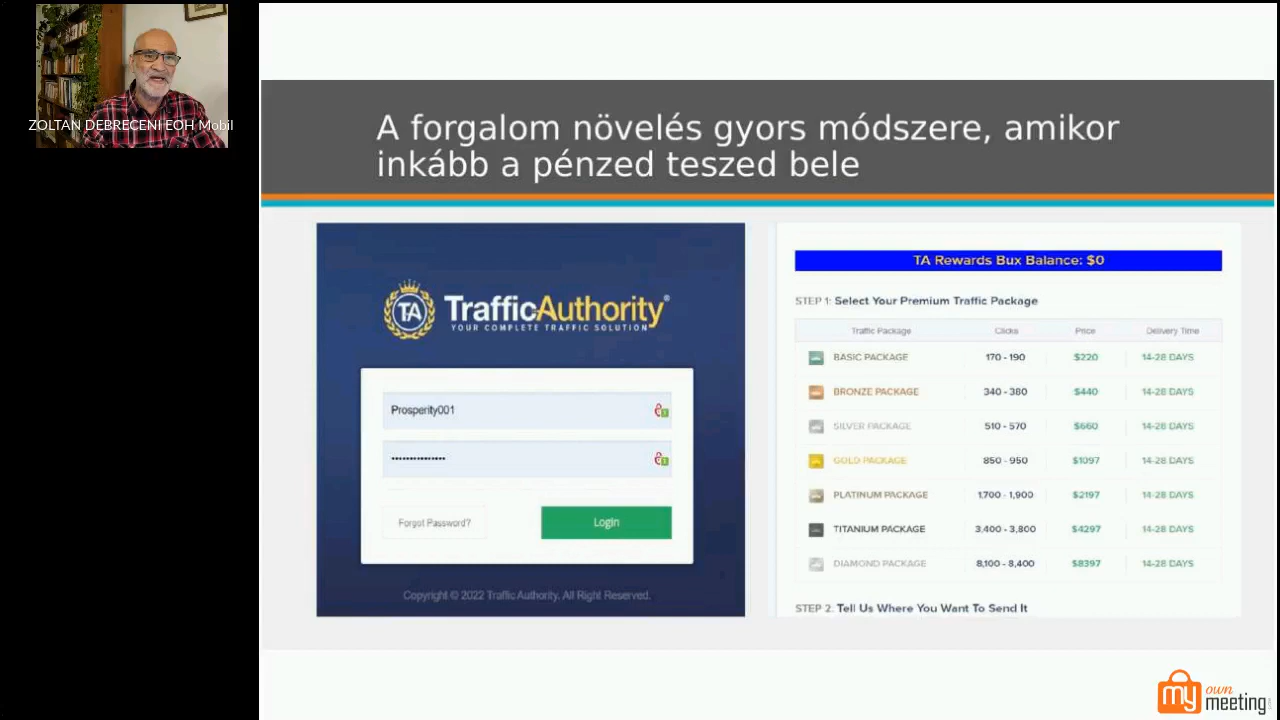 ZOLTAN DEBRECENI EOH Mobil
A forgalom növelés gyors módszere, amikor
inkább a pénzed teszed bele
TA
TrafficAuthority®
YOUR COMPLETE TRAFFIC SOLUTION
Prosperity001
Forgot Password?
Login
Copyright © 2022 Traffic Authority. All Right Reserved.
TA Rewards Bux Balance: $0
STEP 1: Select Your Premium Traffic Package
Traffic Package Clicks Price Delivery Time
BASIC PACKAGE 170 - 190 $220 14-28 DAYS
BRONZE PACKAGE 340 - 380 $440 14-28 DAYS
SILVER PACKAGE 510 - 570 $660 14-28 DAYS
GOLD PACKAGE 850 - 950 $1097 14-28 DAYS
PLATINUM PACKAGE 1,700 - 1,900 $2197 14-28 DAYS
TITANIUM PACKAGE 3,400 - 3,800 $4297 14-28 DAYS
DIAMOND PACKAGE 8,100 - 8,400 $8397 14-28 DAYS
STEP 2: Tell Us Where You Want To Send It
my own meeting